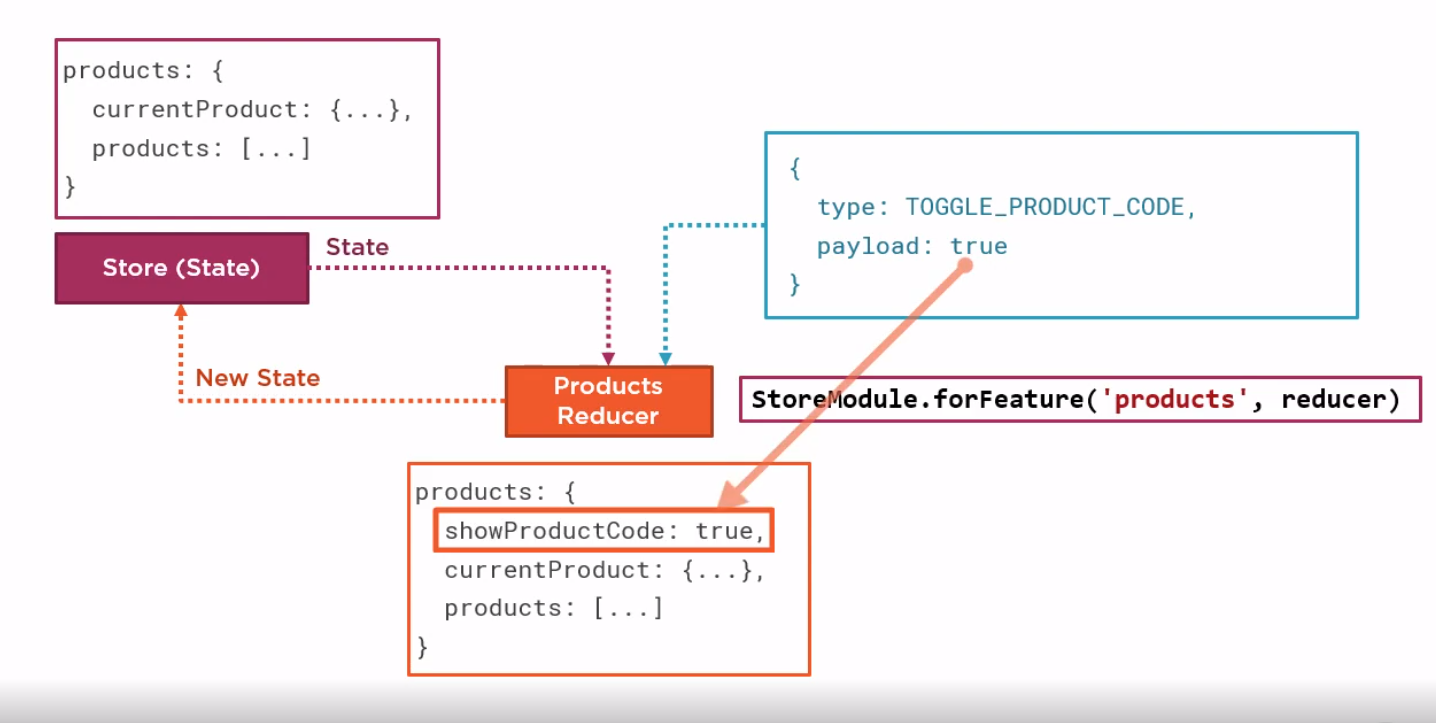 products: {
currentProduct: {...},
products: [...]
}
{
type: TOGGLE_PRODUCT_CODE,
payload: true
}
Store (State)
State
New State
Products
Reducer
StoreModule.forFeature('products', reducer)
products: {
showProductCode: true,
currentProduct: {...},
products: [...]
}